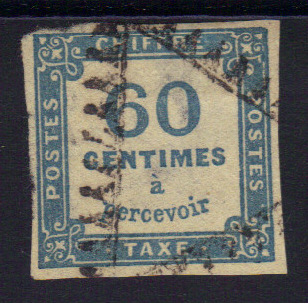 CHIFFRE
POSTES
60
CENTIMES
à
percevoir
POSTES
TAXE